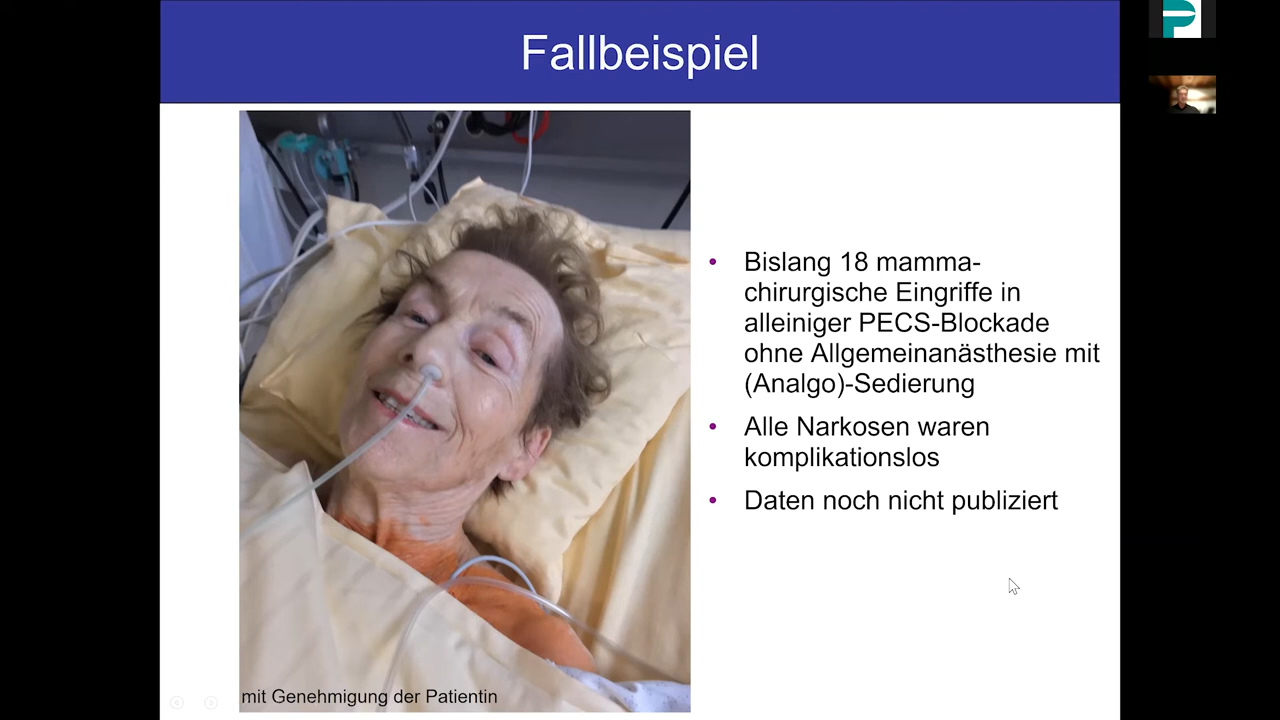 Fallbeispiel
Bislang 18 mamma-
chirurgische Eingriffe in
alleiniger PECS-Blockade
ohne Allgemeinanästhesie mit
(Analgo)-Sedierung
Alle Narkosen waren
komplikationslos
Daten noch nicht publiziert
mit Genehmigung der Patientin